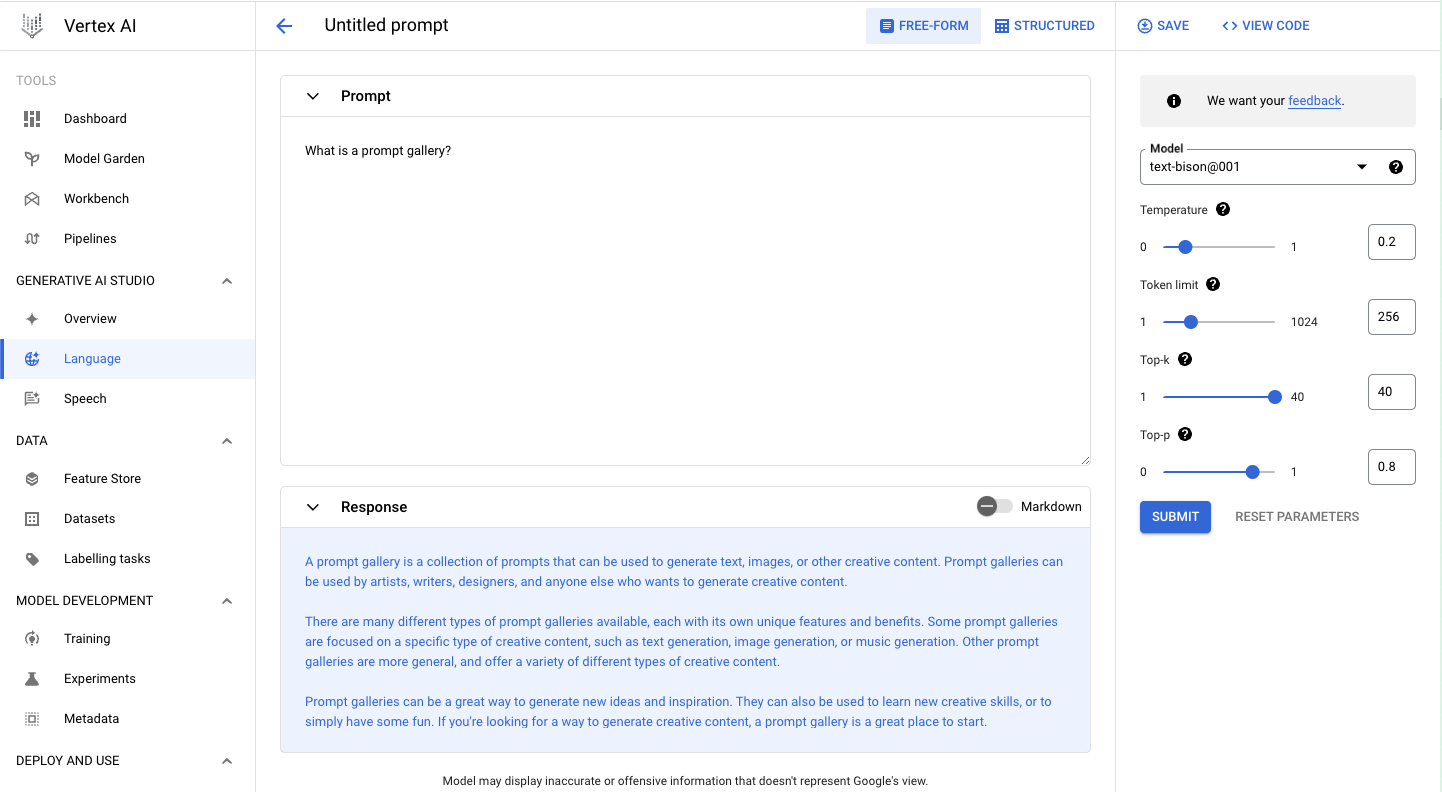 Vertex AI
TOOLS
Dashboard
Model Garden
Workbench
Pipelines
GENERATIVE AI STUDIO
Overview
Language
Speech
DATA
Feature Store
Datasets
Labelling tasks
MODEL DEVELOPMENT
Training
Experiments
Metadata
DEPLOY AND USE
Untitled prompt
FREE-FORM
STRUCTURED
Prompt
What is a prompt gallery?
Response
Markdown
A prompt gallery is a collection of prompts that can be used to generate text, images, or other creative content. Prompt galleries can
be used by artists, writers, designers, and anyone else who wants to generate creative content.
There are many different types of prompt galleries available, each with its own unique features and benefits. Some prompt galleries
are focused on a specific type of creative content, such as text generation, image generation, or music generation. Other prompt
galleries are more general, and offer a variety of different types of creative content.
Prompt galleries can be a great way to generate new ideas and inspiration. They can also be used to learn new creative skills, or to
simply have some fun. If you're looking for a way to generate creative content, a prompt gallery is a great place to start.
Model may display inaccurate or offensive information that doesn't represent Google's view.
SAVE
<> VIEW CODE
We want your feedback.
Model
text-bison@001
Temperature
0 1 0.2
Token limit
1 1024 256
Top-k
1 40 40
Top-p
0 1 0.8
SUBMIT
RESET PARAMETERS